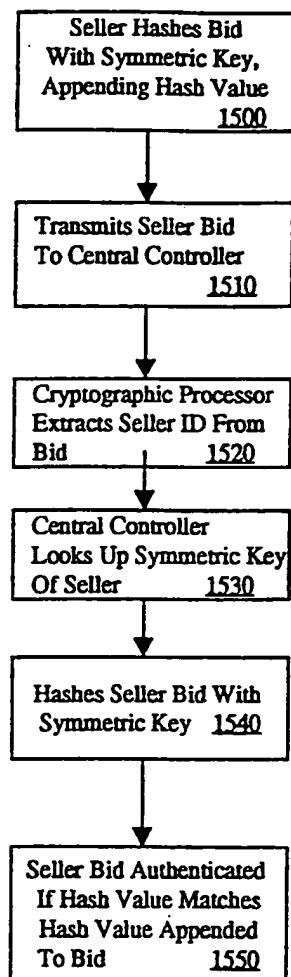 Seller Hashes Bid
With Symmetric Key,
Appending Hash Value
1500
Transmits Seller Bid
To Central Controller
1510
Cryptographic Processor
Extracts Seller ID From
Bid 1520
Central Controller
Looks Up Symmetric Key
Of Seller 1530
Hashes Seller Bid With
Symmetric Key 1540
Seller Bid Authenticated
If Hash Value Matches
Hash Value Appended
To Bid 1550